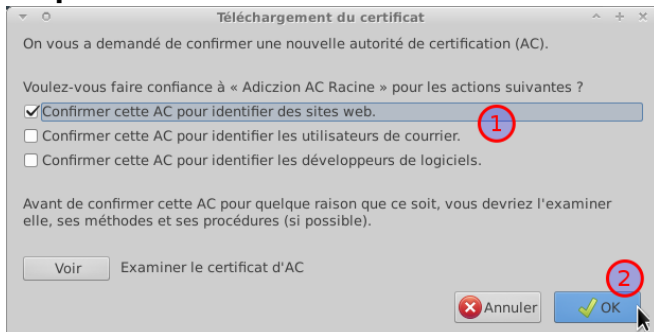 Téléchargement du certificat
On vous a demandé de confirmer une nouvelle autorité de certification (AC).
Voulez-vous faire confiance à « Adiczion AC Racine » pour les actions suivantes ?
Confirmer cette AC pour identifier des sites web.
1
Confirmer cette AC pour identifier les utilisateurs de courrier.
Confirmer cette AC pour identifier les développeurs de logiciels.
Avant de confirmer cette AC pour quelque raison que ce soit, vous devriez l'examiner
elle, ses méthodes et ses procédures (si possible).
Voir Examiner le certificat d'AC
2
Annuler OK